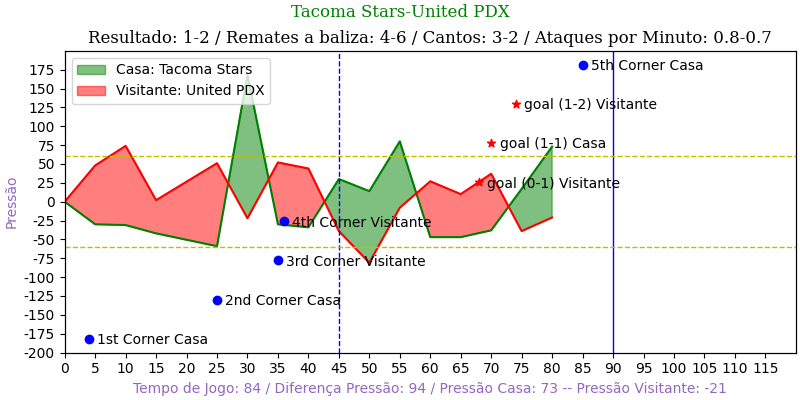 Tacoma Stars-United PDX
Resultado: 1-2 / Remates a baliza: 4-6 / Cantos: 3-2 / Ataques por Minuto: 0.8-0.7
Casa: Tacoma Stars
Visitante: United PDX
5th Corner Casa
goal (1-2) Visitante
goal (1-1) Casa
goal (0-1) Visitante
4th Corner Visitante
3rd Corner Visitante
2nd Corner Casa
1st Corner Casa
Pressão
175
150
125
100
75
50
25
0
-25
-50
-75
-100
-125
-150
-175
-200
0 5 10 15 20 25 30 35 40 45 50 55 60 65 70 75 80 85 90 95 100 105 110 115
Tempo de Jogo: 84 / Diferença Pressão: 94 / Pressão Casa: 73 -- Pressão Visitante: -21